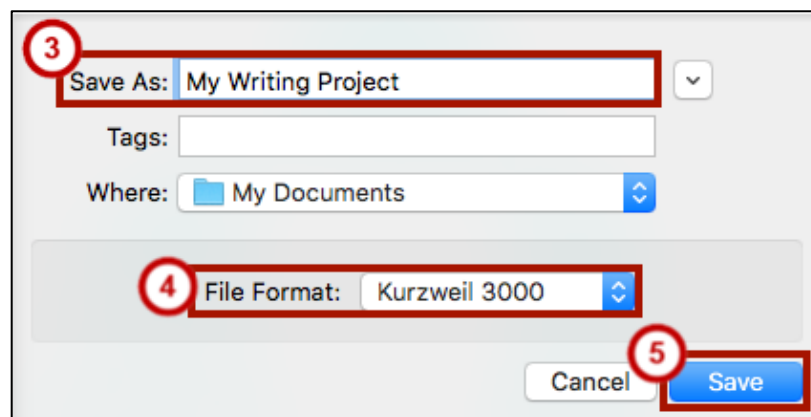 3
Save As: My Writing Project
Tags:
Where: My Documents
4 File Format: Kurzweil 3000
5
Cancel Save